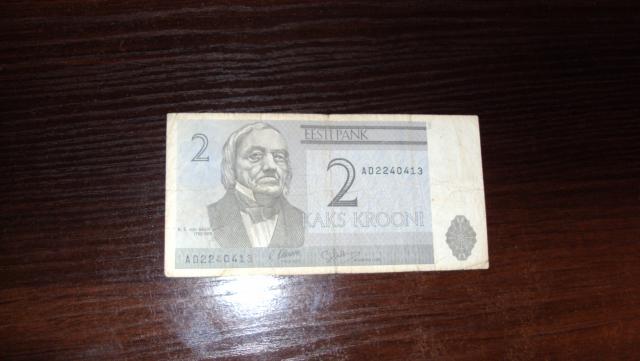 2
EESTI PANK
2
AD2240413
KAKS KROONI
AD2240413